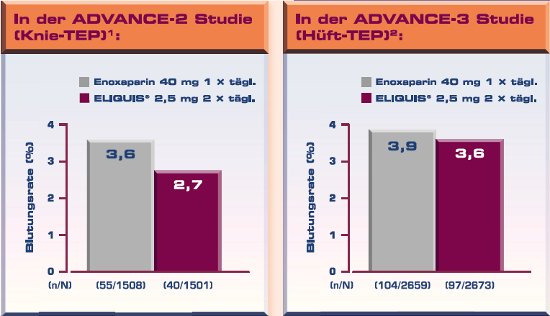 In der ADVANCE-2 Studie
(Knie-TEP)¹:
Enoxaparin 40 mg 1 x tägl.
ELIQUIS® 2,5 mg 2 x tägl.
Blutungsrate (%)
4
3
2
1
0
3,6
2,7
(n/N) (55/1508) (40/1501)
In der ADVANCE-3 Studie
(Hüft-TEP)²:
Enoxaparin 40 mg 1 x tägl.
ELIQUIS® 2,5 mg 2 x tägl.
Blutungsrate (%)
4
3
2
1
0
3,9
3,6
(n/N) (104/2659) (97/2673)